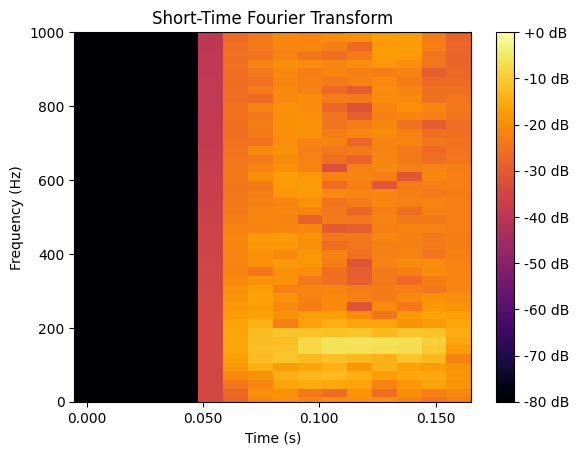 Short-Time Fourier Transform
1000
800
600
400
200
0
Frequency (Hz)
0.000
0.050
0.100
0.150
Time (s)
+0 dB
-10 dB
-20 dB
-30 dB
-40 dB
-50 dB
-60 dB
-70 dB
-80 dB